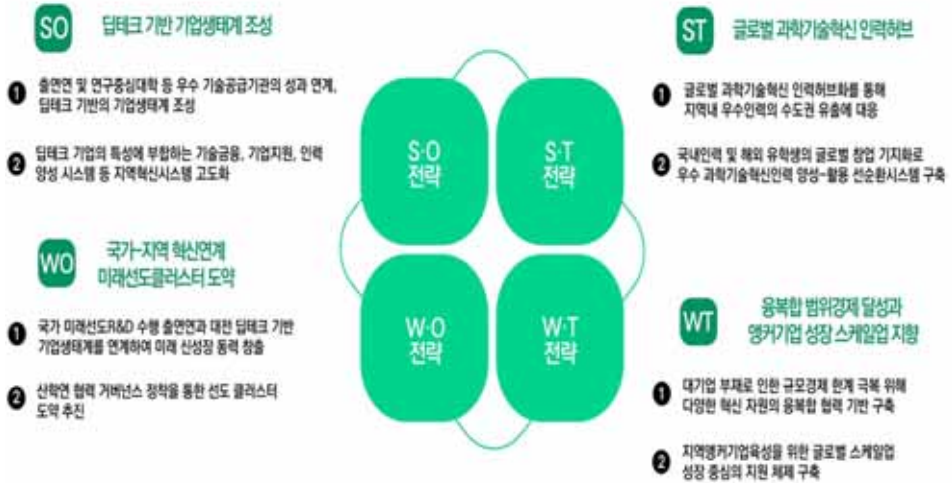 SO
딥테크 기반 기업생태계 조성
❶ 출연연 및 연구중심대학 등 우수 기술공급기관의 성과 연계,
딥테크 기반의 기업생태계 조성
❷ 딥테크 기업의 특성에 부합하는 기술금융, 기업지원, 인력
양성 시스템 등 지역혁신시스템 고도화
ST
글로벌 과학기술혁신 인력허브
❶ 글로벌 과학기술혁신 인력허브화를 통해
지역내 우수인력의 수도권 유출에 대응
❷ 국내인력 및 해외 유학생의 글로벌 창업 기지화로
우수 과학기술혁신인력 양성-활용 선순환시스템 구축
S·O
전략
S·T
전략
W·O
전략
W·T
전략
WO
국가-지역 혁신연계
미래선도클러스터 도약
❶ 국가 미래선도R&D 수행 출연연과 대전 딥테크 기반
기업생태계를 연계하여 미래 신성장 동력 창출
❷ 산학연 협력 거버넌스 정착을 통한 선도 클러스터
도약 추진
WT
융복합 범위경제 달성과
앵커기업 성장 스케일업 지향
❶ 대기업 부재로 인한 규모경제 한계 극복 위해
다양한 혁신 자원의 융복합 협력 기반 구축
❷ 지역앵커기업육성을 위한 글로벌 스케일업
성장 중심의 지원 체제 구축